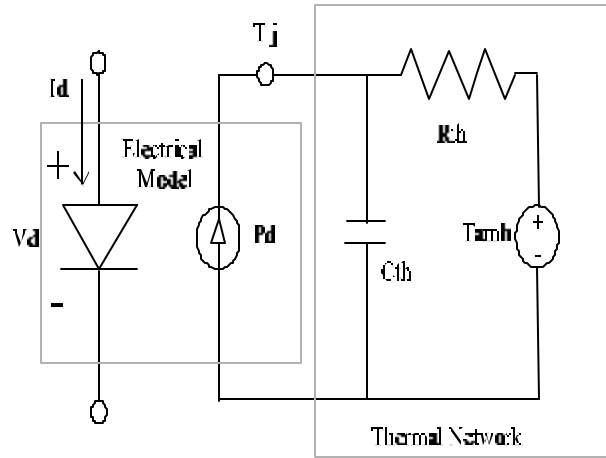 Tj
Id
Rth
Electrical
Model
+
Vd
Pd
Tamb
+
-
Cth
-
Thermal Network